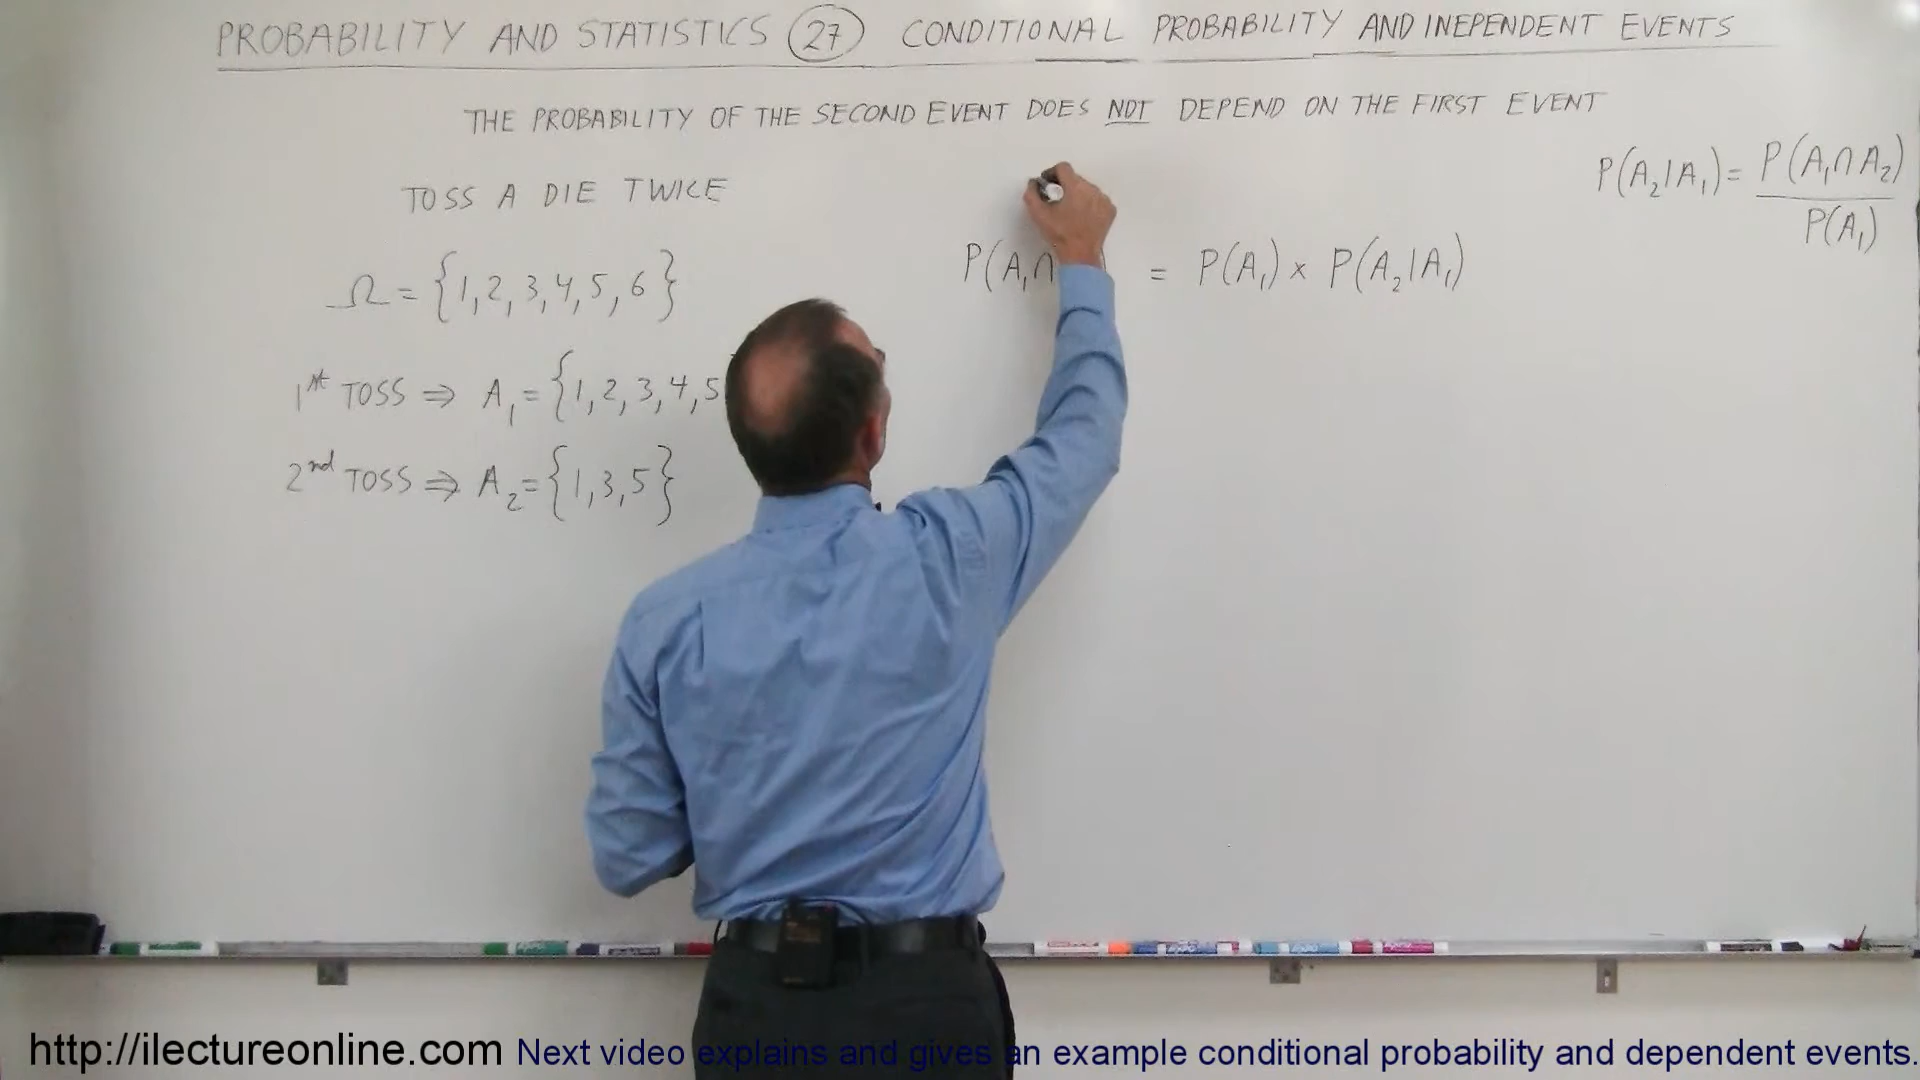 PROBABILITY AND STATISTICS 27 CONDITIONAL PROBABILITY AND INEPENDENT EVENTS
THE PROBABILITY OF THE SECOND EVENT DOES NOT DEPEND ON THE FIRST EVENT
TOSS A DIE TWICE
Ω = {1, 2, 3, 4, 5, 6}
1st TOSS ⇒ A₁ = {1, 2, 3, 4, 5
2nd TOSS ⇒ A₂ = {1, 3, 5}
P(A₁∩ ) = P(A₁) × P(A₂|A₁)
P(A₂|A₁) = P(A₁∩A₂)
P(A₁)
http://ilectureonline.com Next video explains and gives an example conditional probability and dependent events.